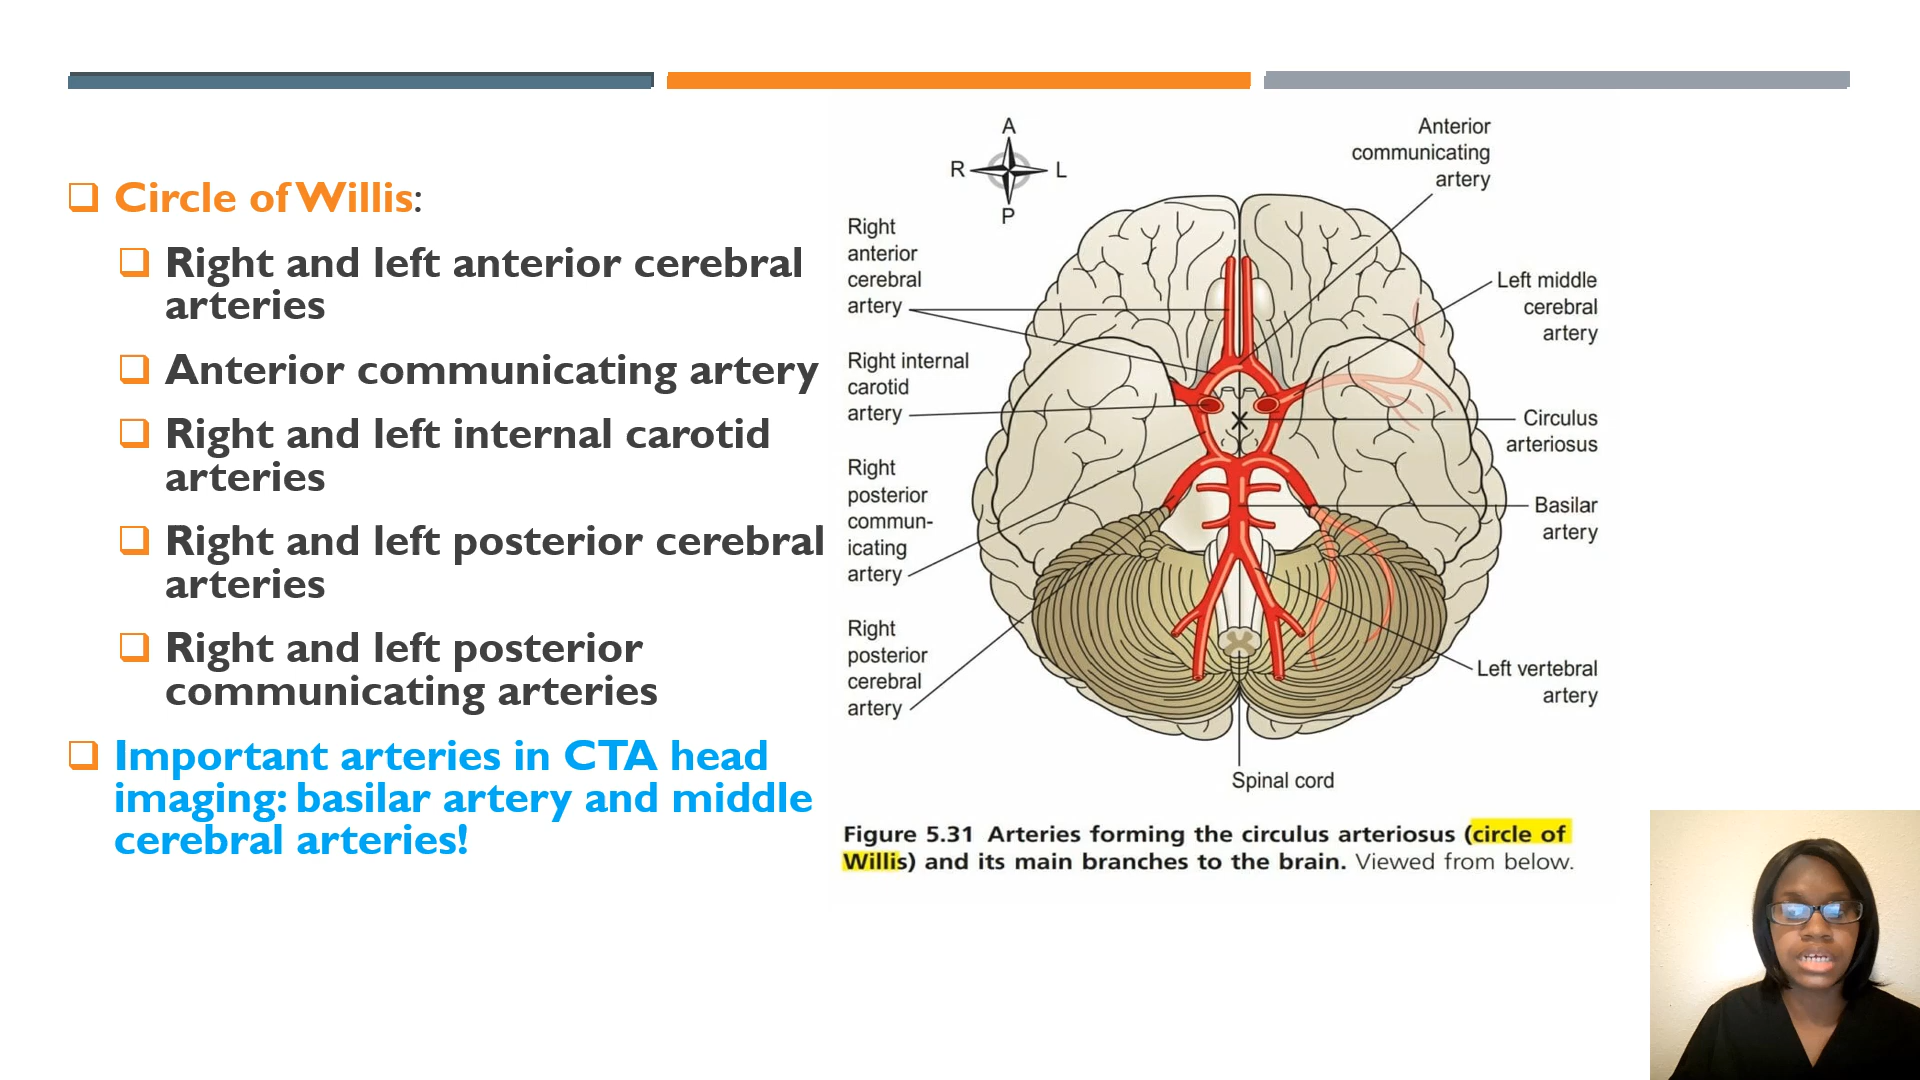 Circle of Willis:
Right and left anterior cerebral
arteries
Anterior communicating artery
Right and left internal carotid
arteries
Right and left posterior cerebral
arteries
Right and left posterior
communicating arteries
Important arteries in CTA head
imaging: basilar artery and middle
cerebral arteries!
A
R L
P
Anterior
communicating
artery
Right
anterior
cerebral
artery
Left middle
cerebral
artery
Right internal
carotid
artery
Circulus
arteriosus
Right
posterior
commun-
icating
artery
Basilar
artery
Right
posterior
cerebral
artery
Left vertebral
artery
Spinal cord
Figure 5.31 Arteries forming the circulus arteriosus (circle of
Willis) and its main branches to the brain. Viewed from below.